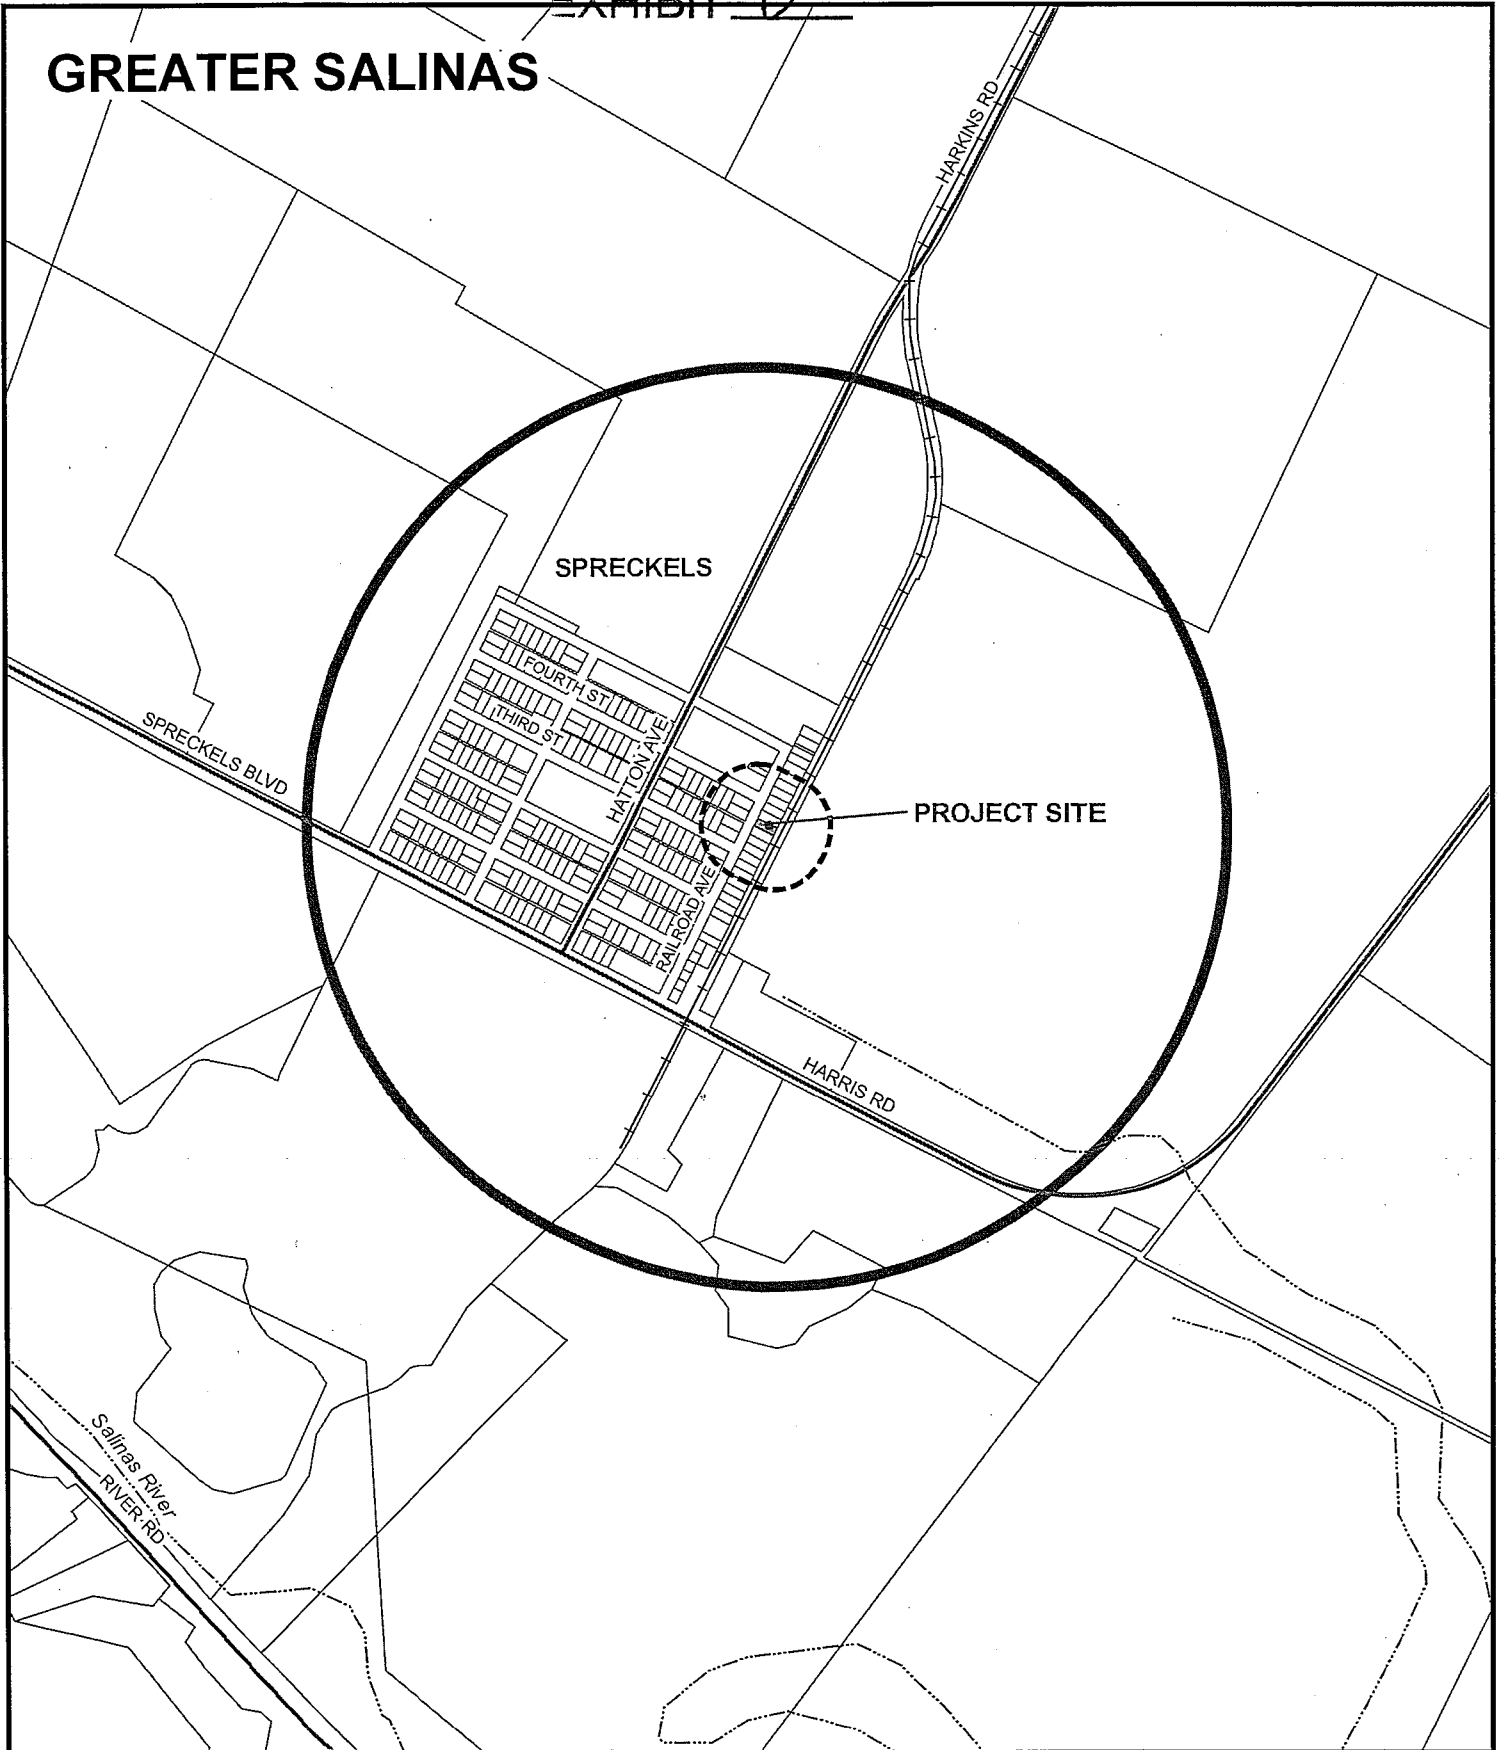 EXHIBIT
GREATER SALINAS
HARKINS RD
SPRECKELS
FOURTH ST
THIRD ST
HATTON AVE
SPRECKELS BLVD
PROJECT SITE
RAILROAD AVE
HARRIS RD
Salinas River
RIVER RD